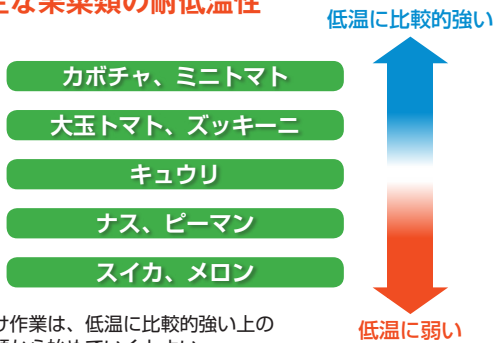 な果菜類の耐低温性
低温に比較的強い
カボチャ、ミニトマト
大玉トマト、ズッキーニ
キュウリ
ナス、ピーマン
スイカ、メロン
け作業は、低温に比較的強い上の
低温に弱い